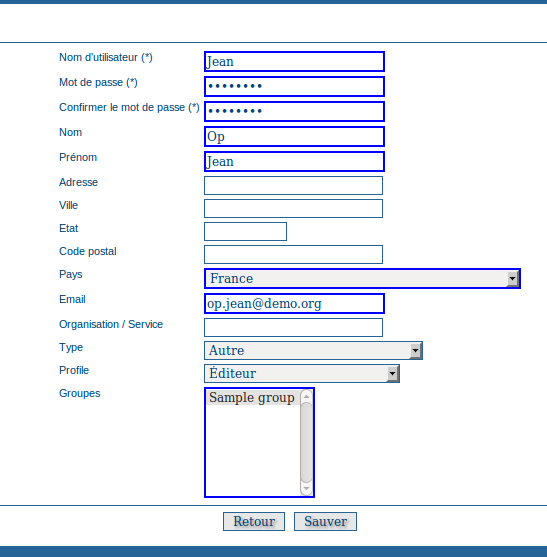 Nom d'utilisateur (*) Jean
Mot de passe (*) ••••••••
Confirmer le mot de passe (*) ••••••••
Nom Op
Prénom Jean
Adresse
Ville
Etat
Code postal
Pays France
Email op.jean@demo.org
Organisation / Service
Type Autre
Profile Éditeur
Groupes Sample group
Retour Sauver